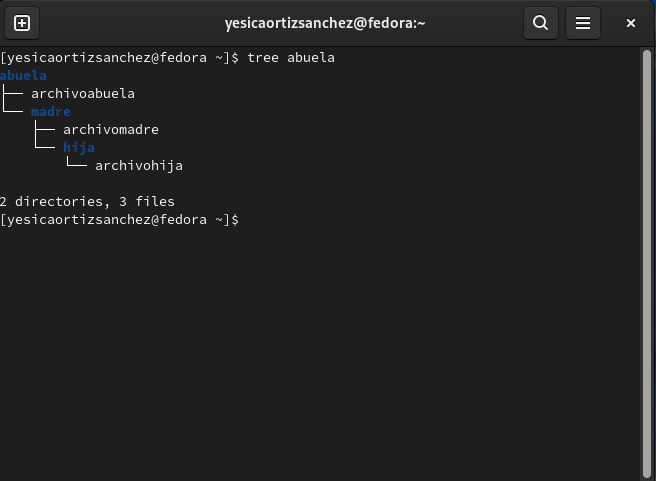 yesicaortizsanchez@fedora:~
[yesicaortizsanchez@fedora ~]$ tree abuela
abuela
├── archivoabuela
└── madre
    ├── archivomadre
    └── hija
        └── archivohija

2 directories, 3 files
[yesicaortizsanchez@fedora ~]$